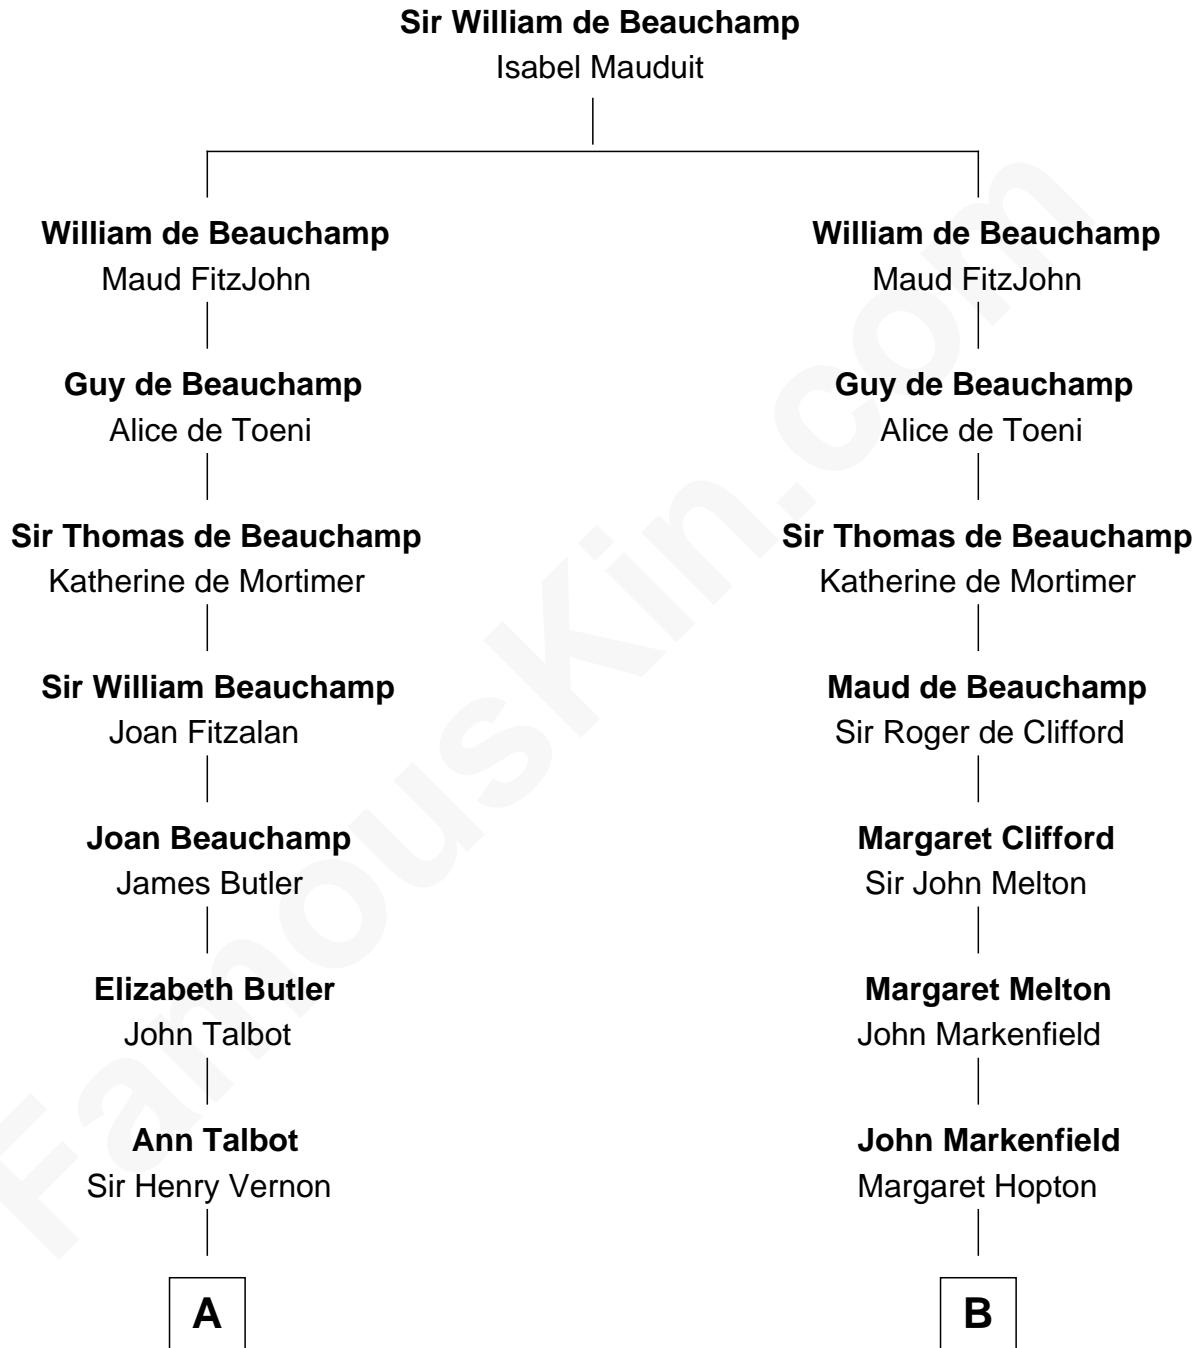 Sir William de Beauchamp
Isabel Mauduit
William de Beauchamp
Maud FitzJohn
Guy de Beauchamp
Alice de Toeni
Sir Thomas de Beauchamp
Katherine de Mortimer
Sir William Beauchamp
Joan Fitzalan
Joan Beauchamp
James Butler
Elizabeth Butler
John Talbot
Ann Talbot
Sir Henry Vernon
A
William de Beauchamp
Maud FitzJohn
Guy de Beauchamp
Alice de Toeni
Sir Thomas de Beauchamp
Katherine de Mortimer
Maud de Beauchamp
Sir Roger de Clifford
Margaret Clifford
Sir John Melton
Margaret Melton
John Markenfield
John Markenfield
Margaret Hopton
B
FamousKin.com